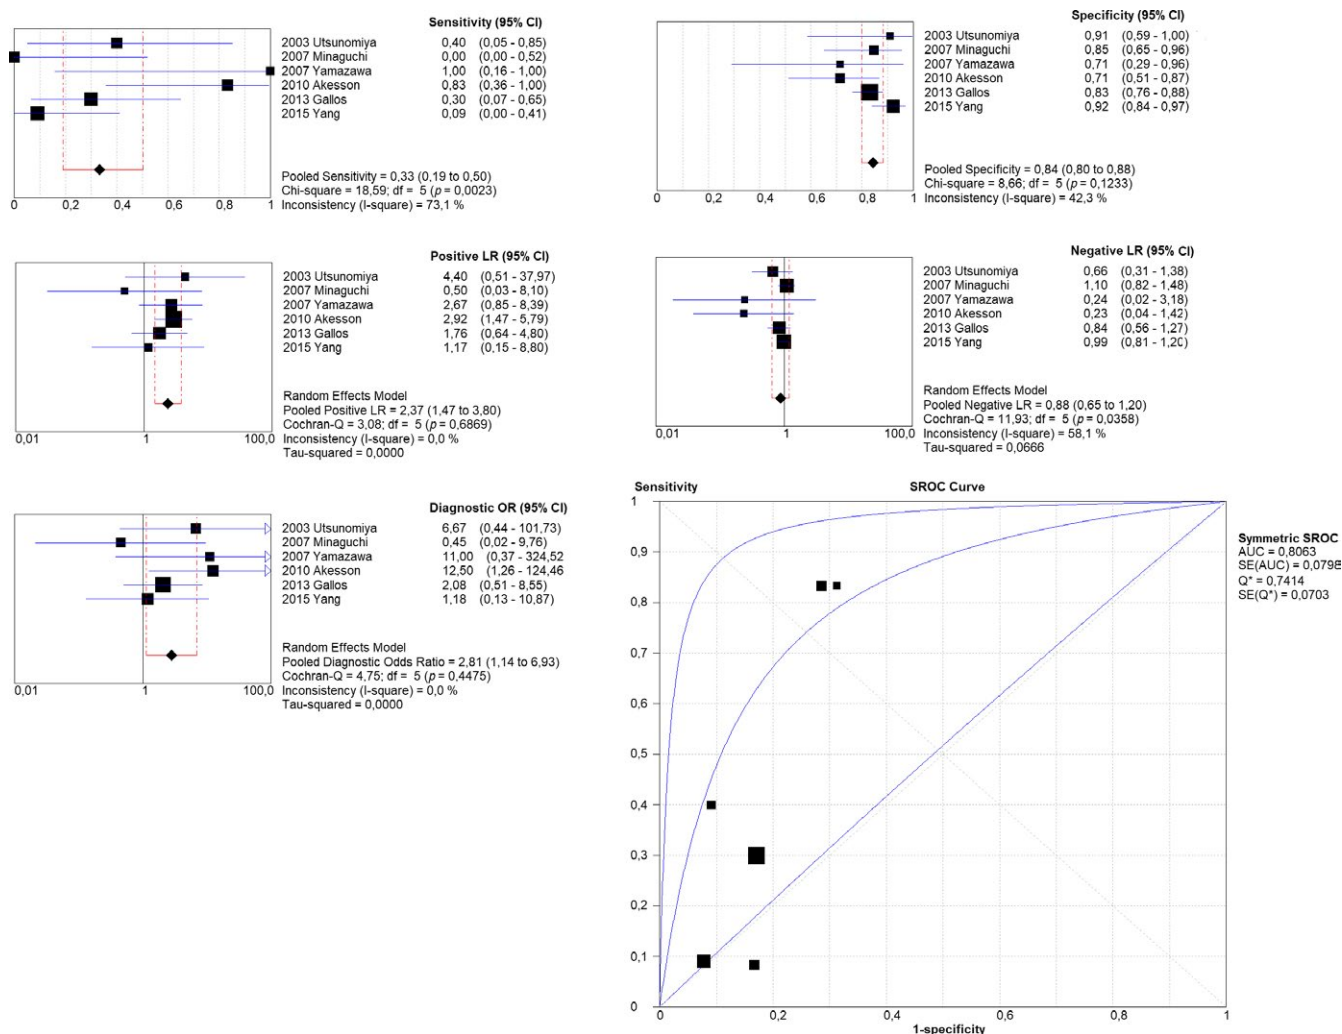 Sensitivity (95% CI)
2003 Utsunomiya 0,40 (0,05 - 0,85)
2007 Minaguchi 0,00 (0,00 - 0,52)
2007 Yamazawa 1,00 (0,16 - 1,00)
2010 Akesson 0,83 (0,36 - 1,00)
2013 Gallos 0,30 (0,07 - 0,65)
2015 Yang 0,09 (0,00 - 0,41)
Pooled Sensitivity = 0,33 (0,19 to 0,50)
Chi-square = 18,59; df = 5 (p = 0,0023)
Inconsistency (I-square) = 73,1 %
0 0,2 0,4 0,6 0,8 1
Specificity (95% CI)
2003 Utsunomiya 0,91 (0,59 - 1,00)
2007 Minaguchi 0,85 (0,65 - 0,96)
2007 Yamazawa 0,71 (0,29 - 0,96)
2010 Akesson 0,71 (0,51 - 0,87)
2013 Gallos 0,83 (0,76 - 0,88)
2015 Yang 0,92 (0,84 - 0,97)
Pooled Specificity = 0,84 (0,80 to 0,88)
Chi-square = 8,66; df = 5 (p = 0,1233)
Inconsistency (I-square) = 42,3 %
0 0,2 0,4 0,6 0,8 1
Positive LR (95% CI)
2003 Utsunomiya 4,40 (0,51 - 37,97)
2007 Minaguchi 0,50 (0,03 - 8,10)
2007 Yamazawa 2,67 (0,85 - 8,39)
2010 Akesson 2,92 (1,47 - 5,79)
2013 Gallos 1,76 (0,64 - 4,80)
2015 Yang 1,17 (0,15 - 8,80)
Random Effects Model
Pooled Positive LR = 2,37 (1,47 to 3,80)
Cochran-Q = 3,08; df = 5 (p = 0,6869)
Inconsistency (I-square) = 0,0 %
Tau-squared = 0,0000
0,01 1 100,0
Negative LR (95% CI)
2003 Utsunomiya 0,66 (0,31 - 1,38)
2007 Minaguchi 1,10 (0,82 - 1,48)
2007 Yamazawa 0,24 (0,02 - 3,18)
2010 Akesson 0,23 (0,04 - 1,42)
2013 Gallos 0,84 (0,56 - 1,27)
2015 Yang 0,99 (0,81 - 1,20)
Random Effects Model
Pooled Negative LR = 0,88 (0,65 to 1,20)
Cochran-Q = 11,93; df = 5 (p = 0,0358)
Inconsistency (I-square) = 58,1 %
Tau-squared = 0,0666
0,01 1 100,0
Diagnostic OR (95% CI)
2003 Utsunomiya 6,67 (0,44 - 101,73)
2007 Minaguchi 0,45 (0,02 - 9,76)
2007 Yamazawa 11,00 (0,37 - 324,52
2010 Akesson 12,50 (1,26 - 124,46
2013 Gallos 2,08 (0,51 - 8,55)
2015 Yang 1,18 (0,13 - 10,87)
Random Effects Model
Pooled Diagnostic Odds Ratio = 2,81 (1,14 to 6,93)
Cochran-Q = 4,75; df = 5 (p = 0,4475)
Inconsistency (I-square) = 0,0 %
Tau-squared = 0,0000
0,01 1 100,0
Sensitivity SROC Curve
1
0,9
0,8
0,7
0,6
0,5
0,4
0,3
0,2
0,1
0
0 0,2 0,4 0,6 0,8 1
1-specificity
Symmetric SROC
AUC = 0,8063
SE(AUC) = 0,0798
Q* = 0,7414
SE(Q*) = 0,0703